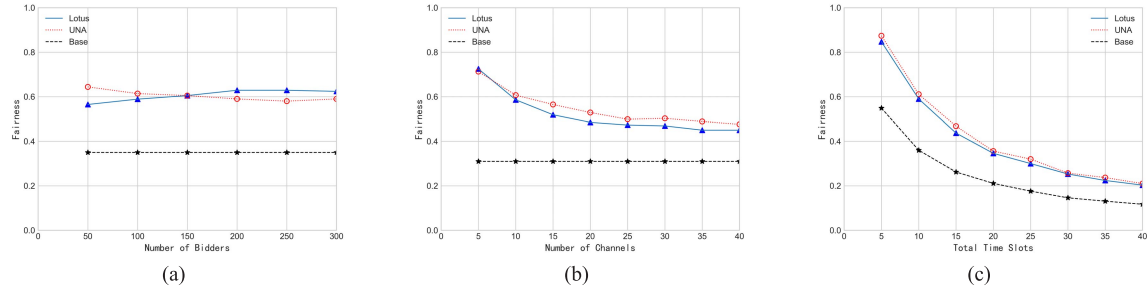 1.0
0.8
0.6
0.4
0.2
0.0
Fairness
Lotus
UNA
Base
0 50 100 150 200 250 300
Number of Bidders
(a)
1.0
0.8
0.6
0.4
0.2
0.0
Fairness
Lotus
UNA
Base
0 5 10 15 20 25 30 35 40
Number of Channels
(b)
1.0
0.8
0.6
0.4
0.2
0.0
Fairness
Lotus
UNA
Base
0 5 10 15 20 25 30 35 40
Total Time Slots
(c)